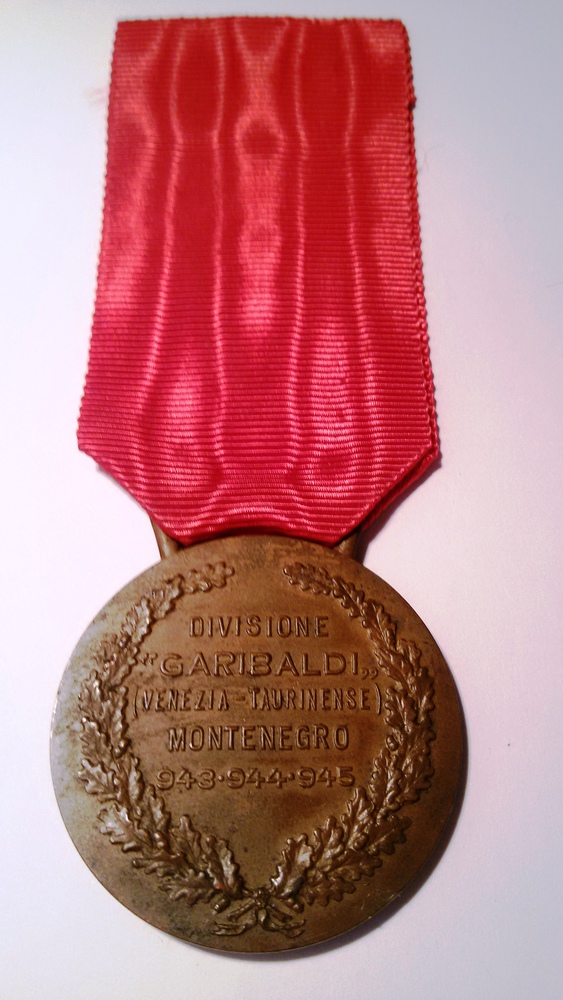 DIVISIONE
"GARIBALDI„
(VENEZIA-TAURINENSE)
MONTENEGRO
943·944·945